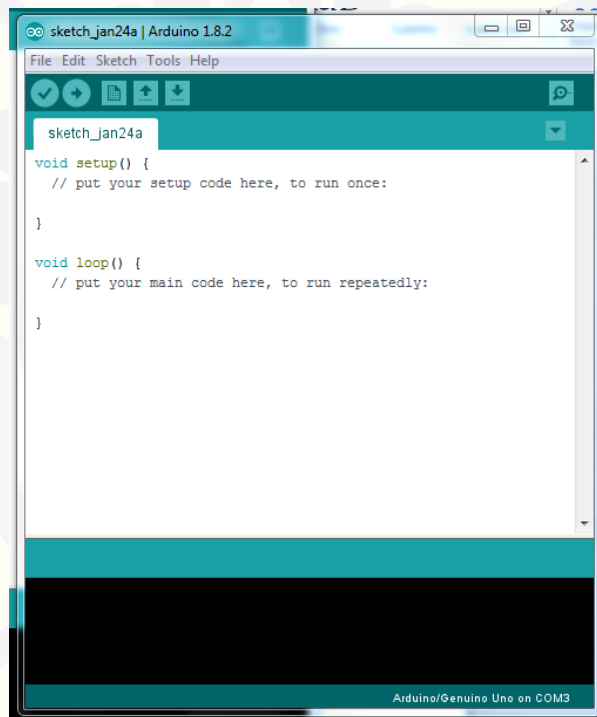 sketch_jan24a | Arduino 1.8.2
File Edit Sketch Tools Help
sketch_jan24a
void setup() {
// put your setup code here, to run once:
}
void loop() {
// put your main code here, to run repeatedly:
}
Arduino/Genuino Uno on COM3